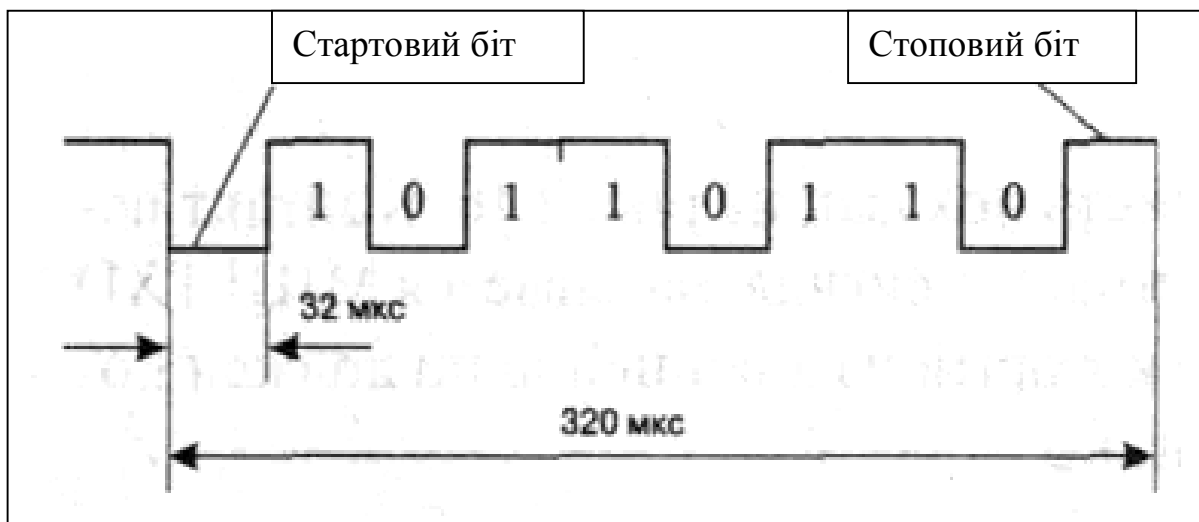 Стартовий біт
Стоповий біт
1 0 1 1 0 1 1 0
32 мкс
320 мкс